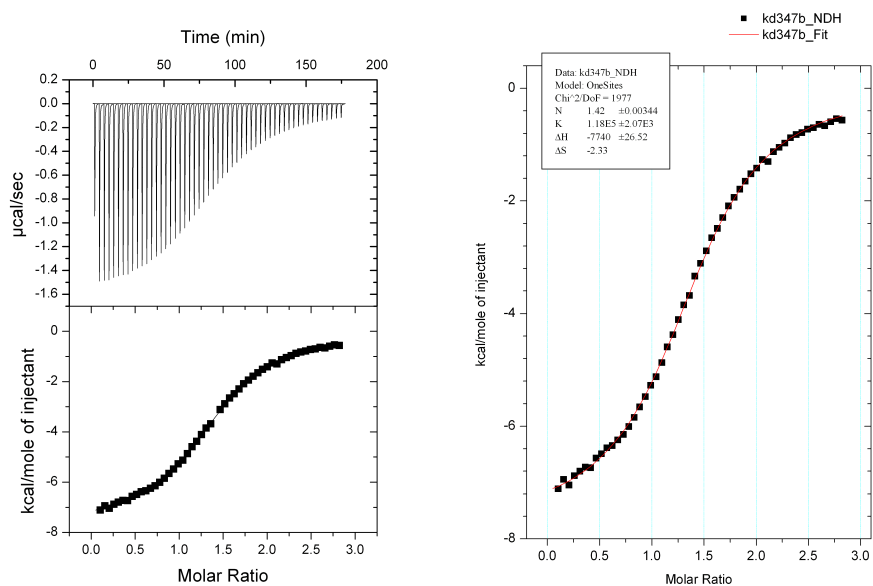 Time (min)
0 25 50 75 100 125 150 175 200
0.2
0.0
-0.2
-0.4
-0.6
-0.8
-1.0
-1.2
-1.4
-1.6
µcal/sec
0
-2
-4
-6
-8
kcal/mole of injectant
0.0 0.5 1.0 1.5 2.0 2.5 3.0
Molar Ratio
kd347b_NDH
kd347b_Fit
Data: kd347b_NDH
Model: OneSites
Chi^2/DoF = 1977
N 1.42 ±0.00344
K 1.18E5 ±2.07E3
ΔH -7740 ±26.52
ΔS -2.33
0
-2
-4
-6
-8
kcal/mole of injectant
0.0 0.5 1.0 1.5 2.0 2.5 3.0
Molar Ratio